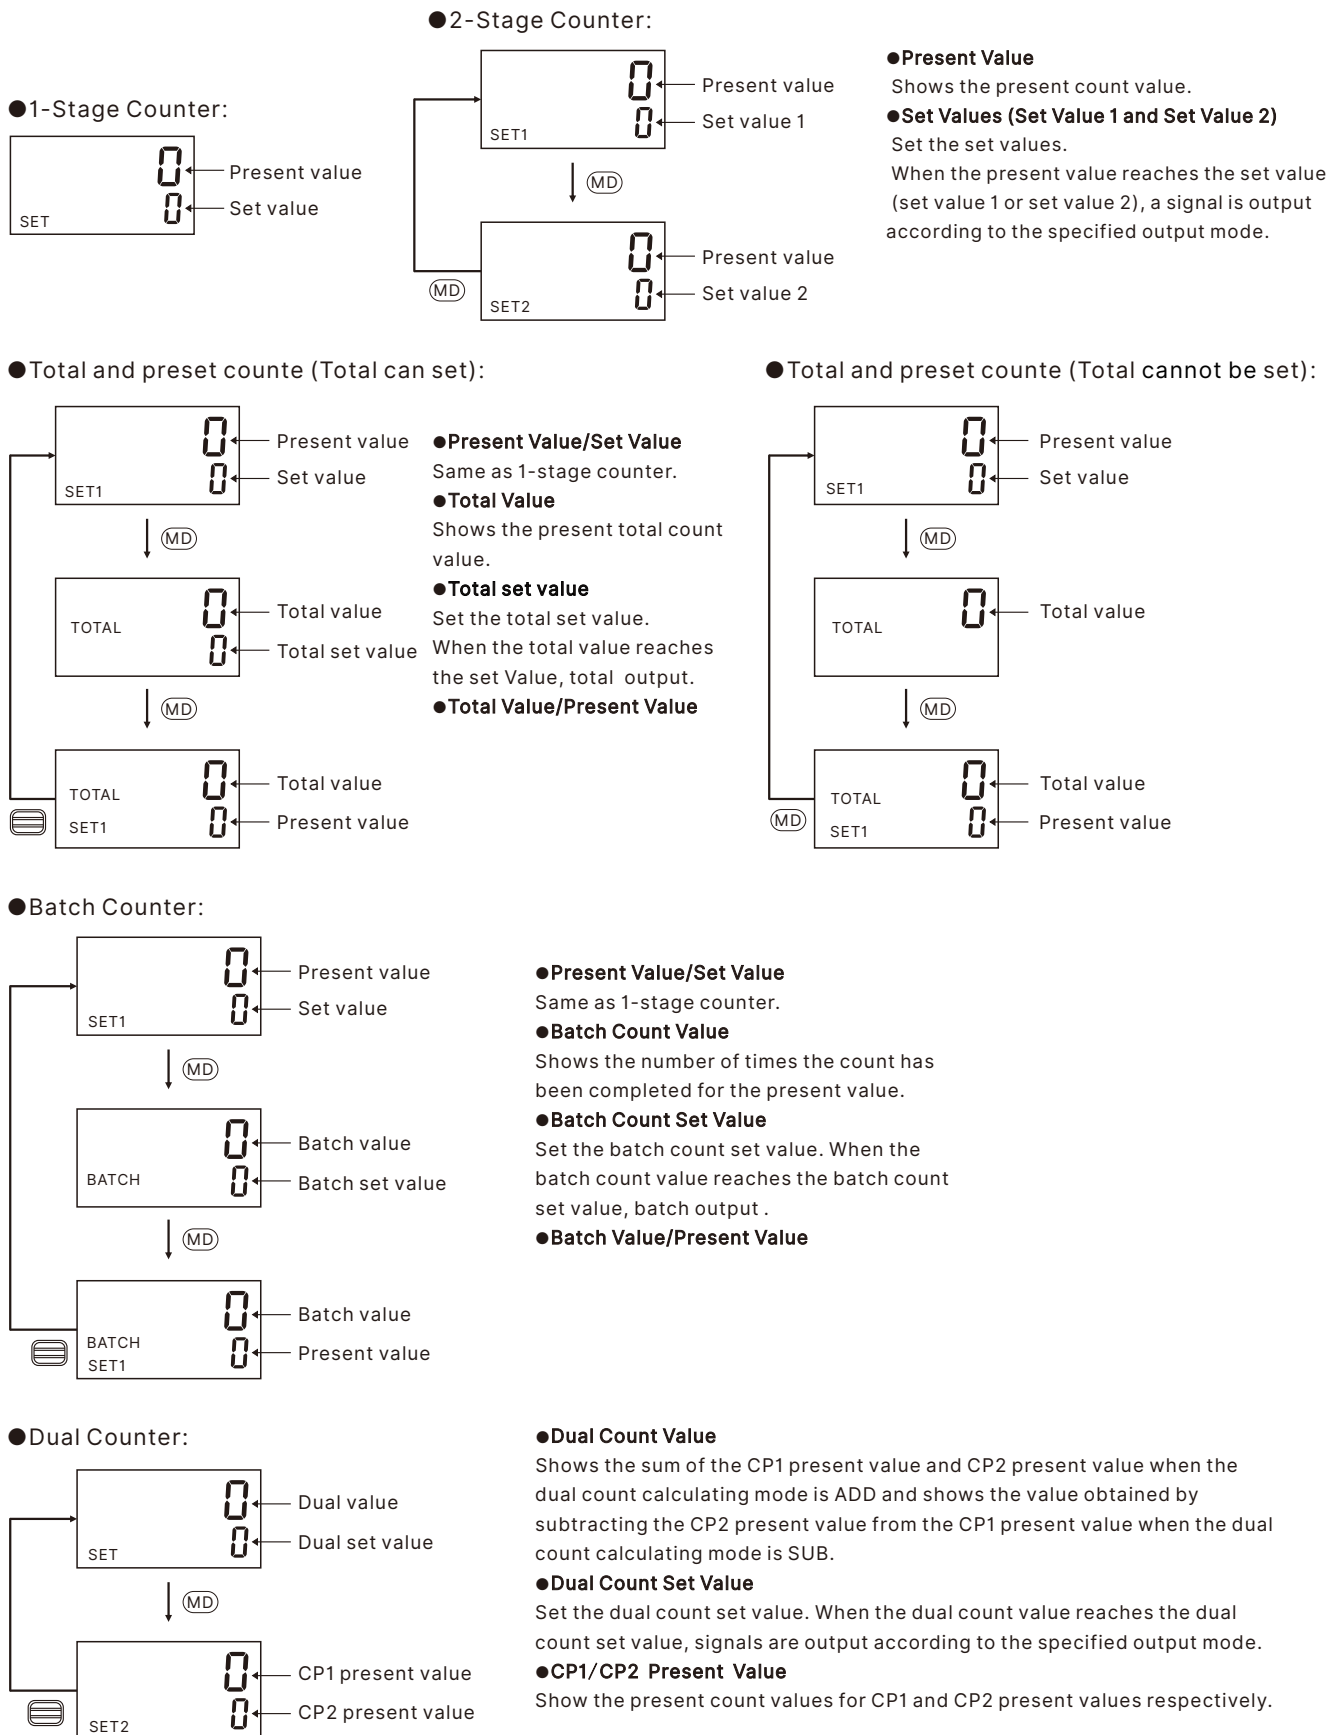 ●2-Stage Counter:
0 Present value
SET1 0 Set value 1
MD
0 Present value
MD
SET2 0 Set value 2
●Present Value
Shows the present count value.
●Set Values (Set Value 1 and Set Value 2)
Set the set values.
When the present value reaches the set value
(set value 1 or set value 2), a signal is output
according to the specified output mode.
●1-Stage Counter:
0 Present value
SET 0 Set value
●Total and preset counte (Total can set):
0 Present value
SET1 0 Set value
MD
TOTAL 0 Total value
0 Total set value
MD
TOTAL 0 Total value
SET1 0 Present value
●Present Value/Set Value
Same as 1-stage counter.
●Total Value
Shows the present total count
value.
●Total set value
Set the total set value.
When the total value reaches
the set Value, total output.
●Total Value/Present Value
●Total and preset counte (Total cannot be set):
0 Present value
SET1 0 Set value
MD
TOTAL 0 Total value
MD
TOTAL 0 Total value
MD
SET1 0 Present value
●Batch Counter:
0 Present value
SET1 0 Set value
MD
0 Batch value
BATCH 0 Batch set value
MD
0 Batch value
BATCH
SET1 0 Present value
●Present Value/Set Value
Same as 1-stage counter.
●Batch Count Value
Shows the number of times the count has
been completed for the present value.
●Batch Count Set Value
Set the batch count set value. When the
batch count value reaches the batch count
set value, batch output .
●Batch Value/Present Value
●Dual Counter:
0 Dual value
SET 0 Dual set value
MD
0 CP1 present value
SET2 0 CP2 present value
●Dual Count Value
Shows the sum of the CP1 present value and CP2 present value when the
dual count calculating mode is ADD and shows the value obtained by
subtracting the CP2 present value from the CP1 present value when the dual
count calculating mode is SUB.
●Dual Count Set Value
Set the dual count set value. When the dual count value reaches the dual
count set value, signals are output according to the specified output mode.
●CP1/CP2 Present Value
Show the present count values for CP1 and CP2 present values respectively.